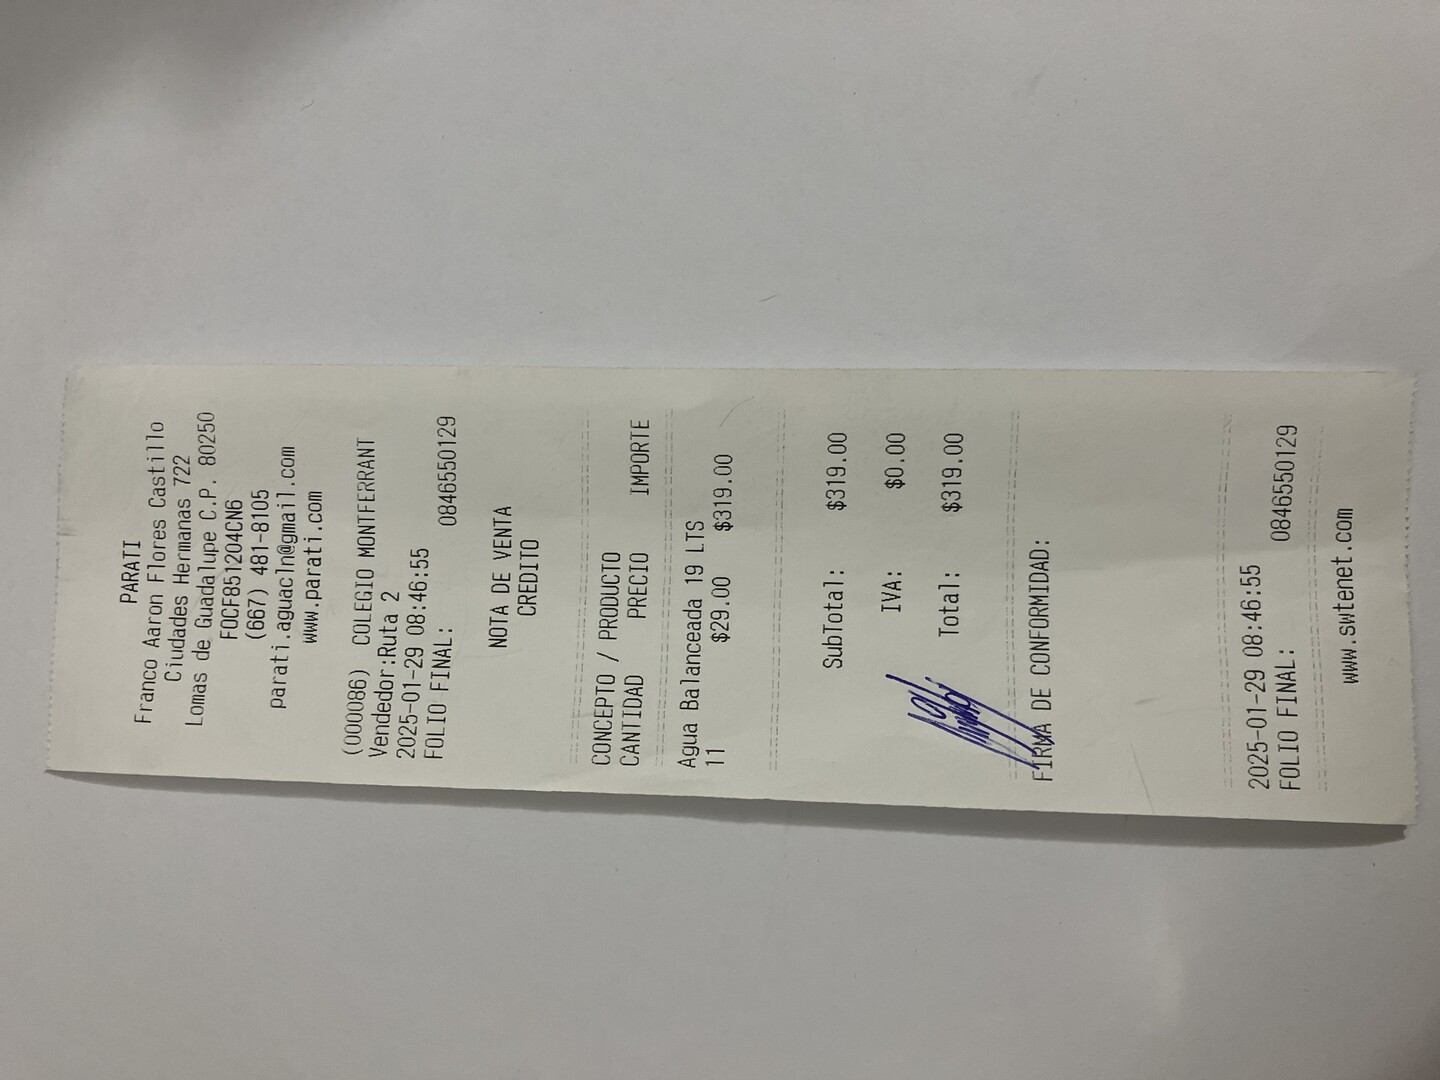 PARATI
Franco Aaron Flores Castillo
Ciudades Hermanas 722
Lomas de Guadalupe C.P. 80250
FOCF851204CN6
(667) 481-8105
parati.aguacln@gmail.com
www.parati.com
(000086) COLEGIO MONTFERRANT
Vendedor:Ruta 2
2025-01-29 08:46:55
FOLIO FINAL: 0846550129
NOTA DE VENTA
CREDITO
CONCEPTO / PRODUCTO
CANTIDAD PRECIO IMPORTE
Agua Balanceada 19 LTS
11 $29.00 $319.00
SubTotal: $319.00
IVA: $0.00
Total: $319.00
FIRMA DE CONFORMIDAD:
2025-01-29 08:46:55
FOLIO FINAL: 0846550129
www.swtenet.com